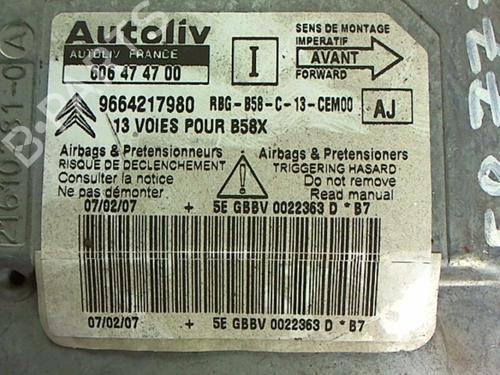 Autoliv
AUTOLIV FRANCE
606 47 47 00
I
SENS DE MONTAGE
IMPERATIF
AVANT
FORWARD
9664217980 RBG-B58-C-13-CEM00 AJ
13 VOIES POUR B58X
Airbags & Pretensionneurs
RISQUE DE DECLENCHEMENT
Consulter la notice
Ne pas démonter
Airbags & Pretensioners
TRIGGERING HASARD
Do not remove
Read manual
07/02/07 + 5E GBBV 0022363 D * B7
07/02/07 + 5E GBBV 0022363 D * B7